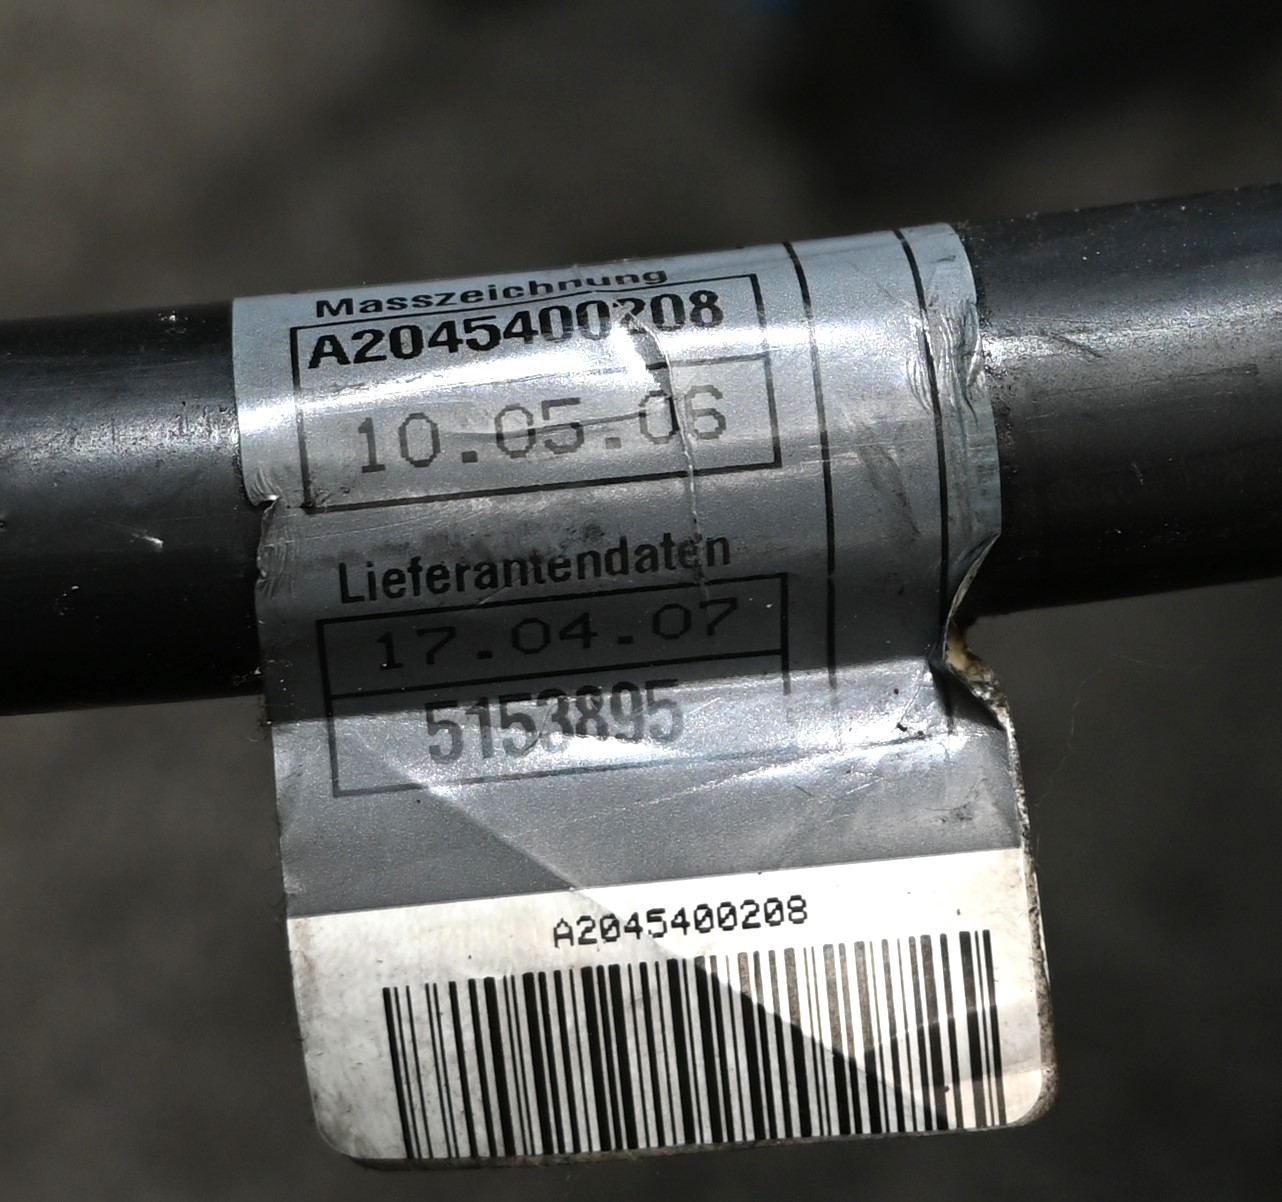 Masszeichnung
A2045400208
10.05.06
Lieferantendaten
17.04.07
5153895
A2045400208